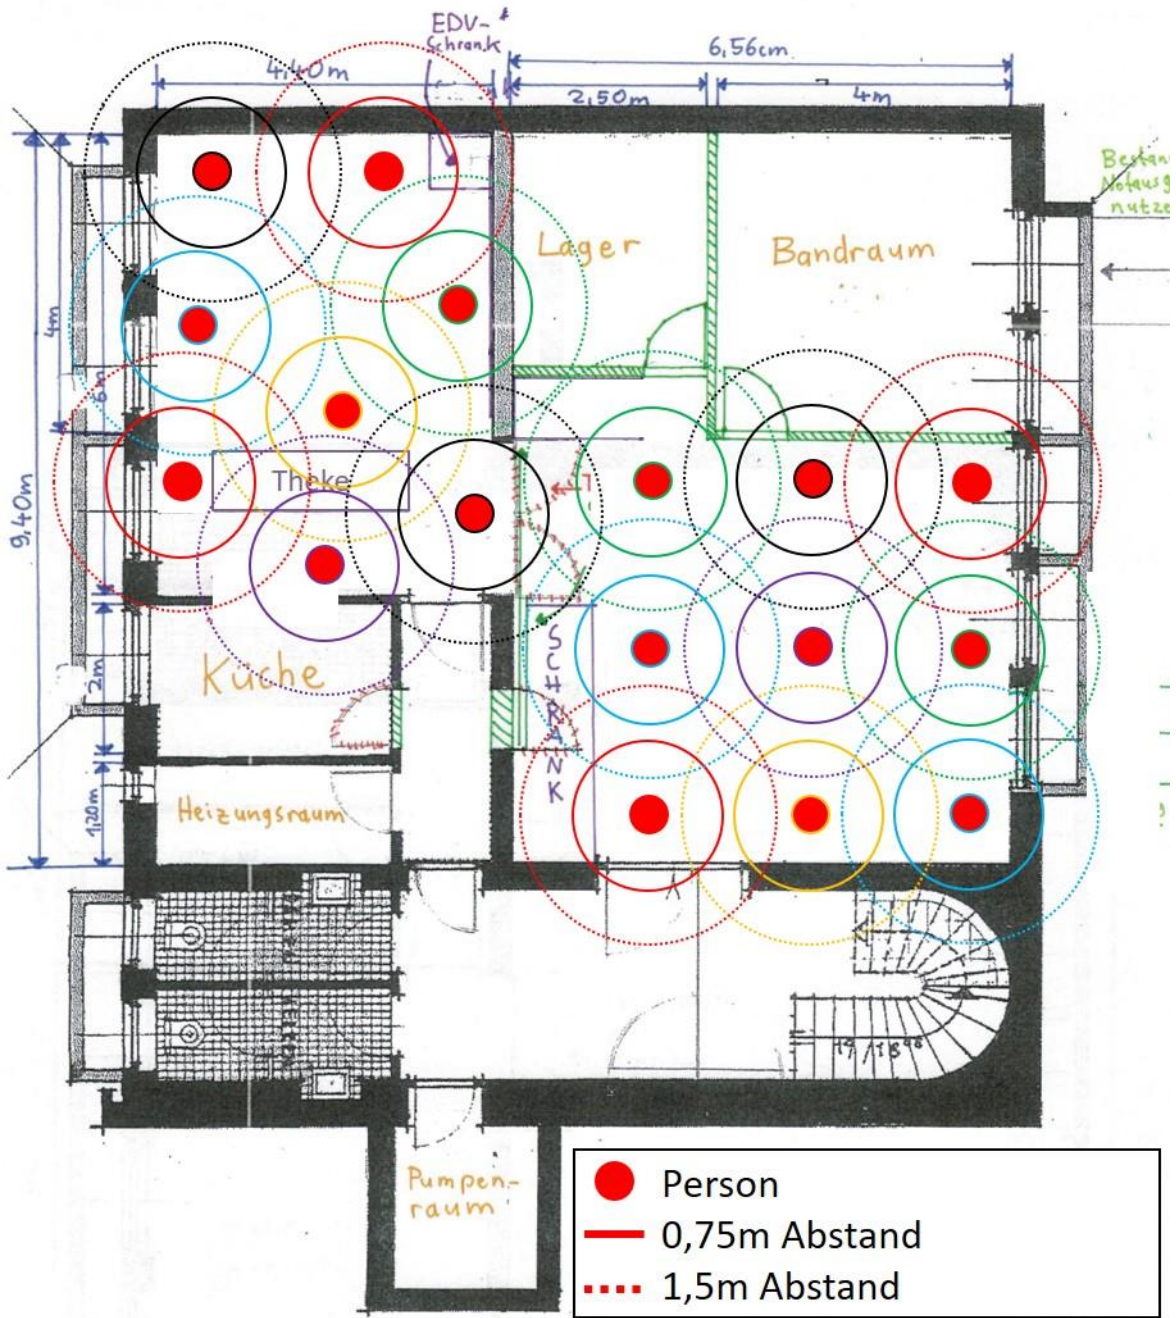 EDV-*
Schrank
6,56cm
4,40m
2,50m
4m
Lager
Bandraum
4m
6m
9,40m
Theke
Küche
2m
SCHRANK
1,20m
Heizungsraum
Pumpen-
raum
Person
0,75m Abstand
1,5m Abstand